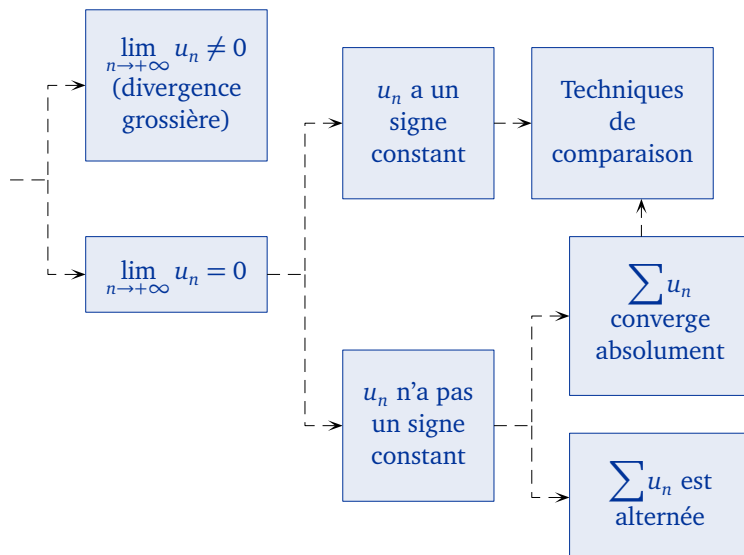 lim u_n ≠ 0
n→+∞
(divergence
grossière)
lim u_n = 0
n→+∞
u_n a un
signe
constant
Techniques
de
comparaison
u_n n'a pas
un signe
constant
∑ u_n
converge
absolument
∑ u_n est
alternée